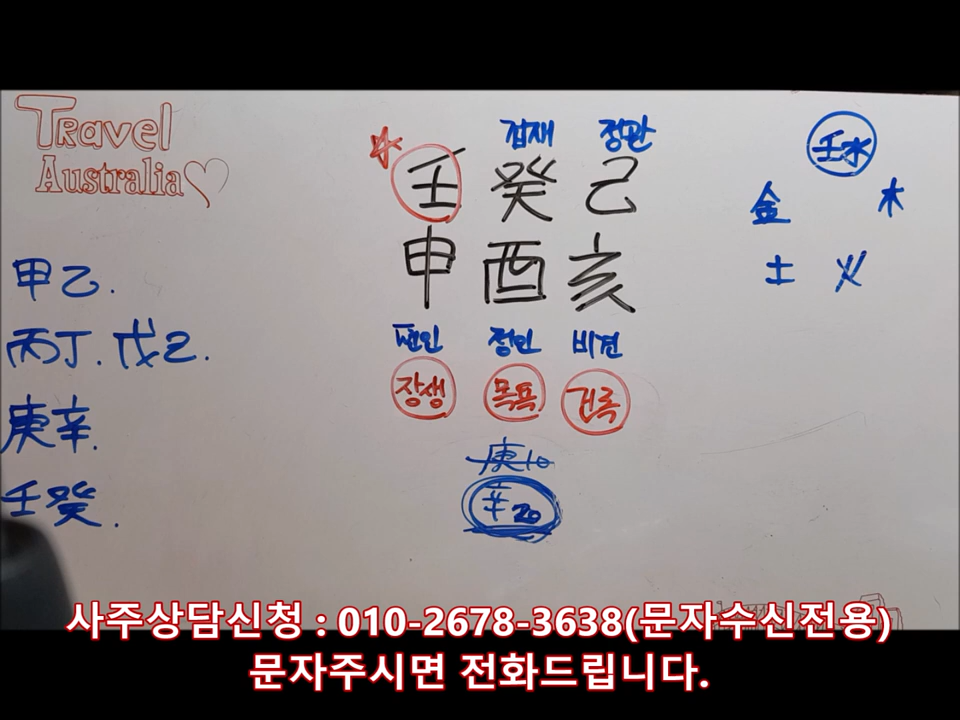 Travel
Australia
겁재 정관
壬 癸 己
申 酉 亥
편인 정인 비견
장생 목욕 건록
庚10
辛20
甲乙.
丙丁. 戊己.
庚辛.
壬癸.
壬水
金 木
土 火
사주상담신청 : 010-2678-3638(문자수신전용)
문자주시면 전화드립니다.